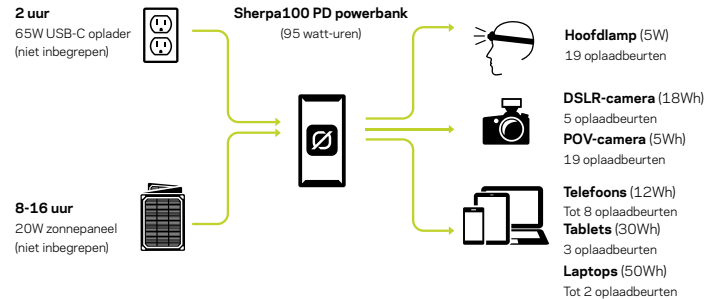 2 uur
65W USB-C oplader
(niet inbegrepen)
8-16 uur
20W zonnepaneel
(niet inbegrepen)
Sherpa100 PD powerbank
(95 watt-uren)
Hoofdlamp (5W)
19 oplaadbeurten
DSLR-camera (18Wh)
5 oplaadbeurten
POV-camera (5Wh)
19 oplaadbeurten
Telefoons (12Wh)
Tot 8 oplaadbeurten
Tablets (30Wh)
3 oplaadbeurten
Laptops (50Wh)
Tot 2 oplaadbeurten